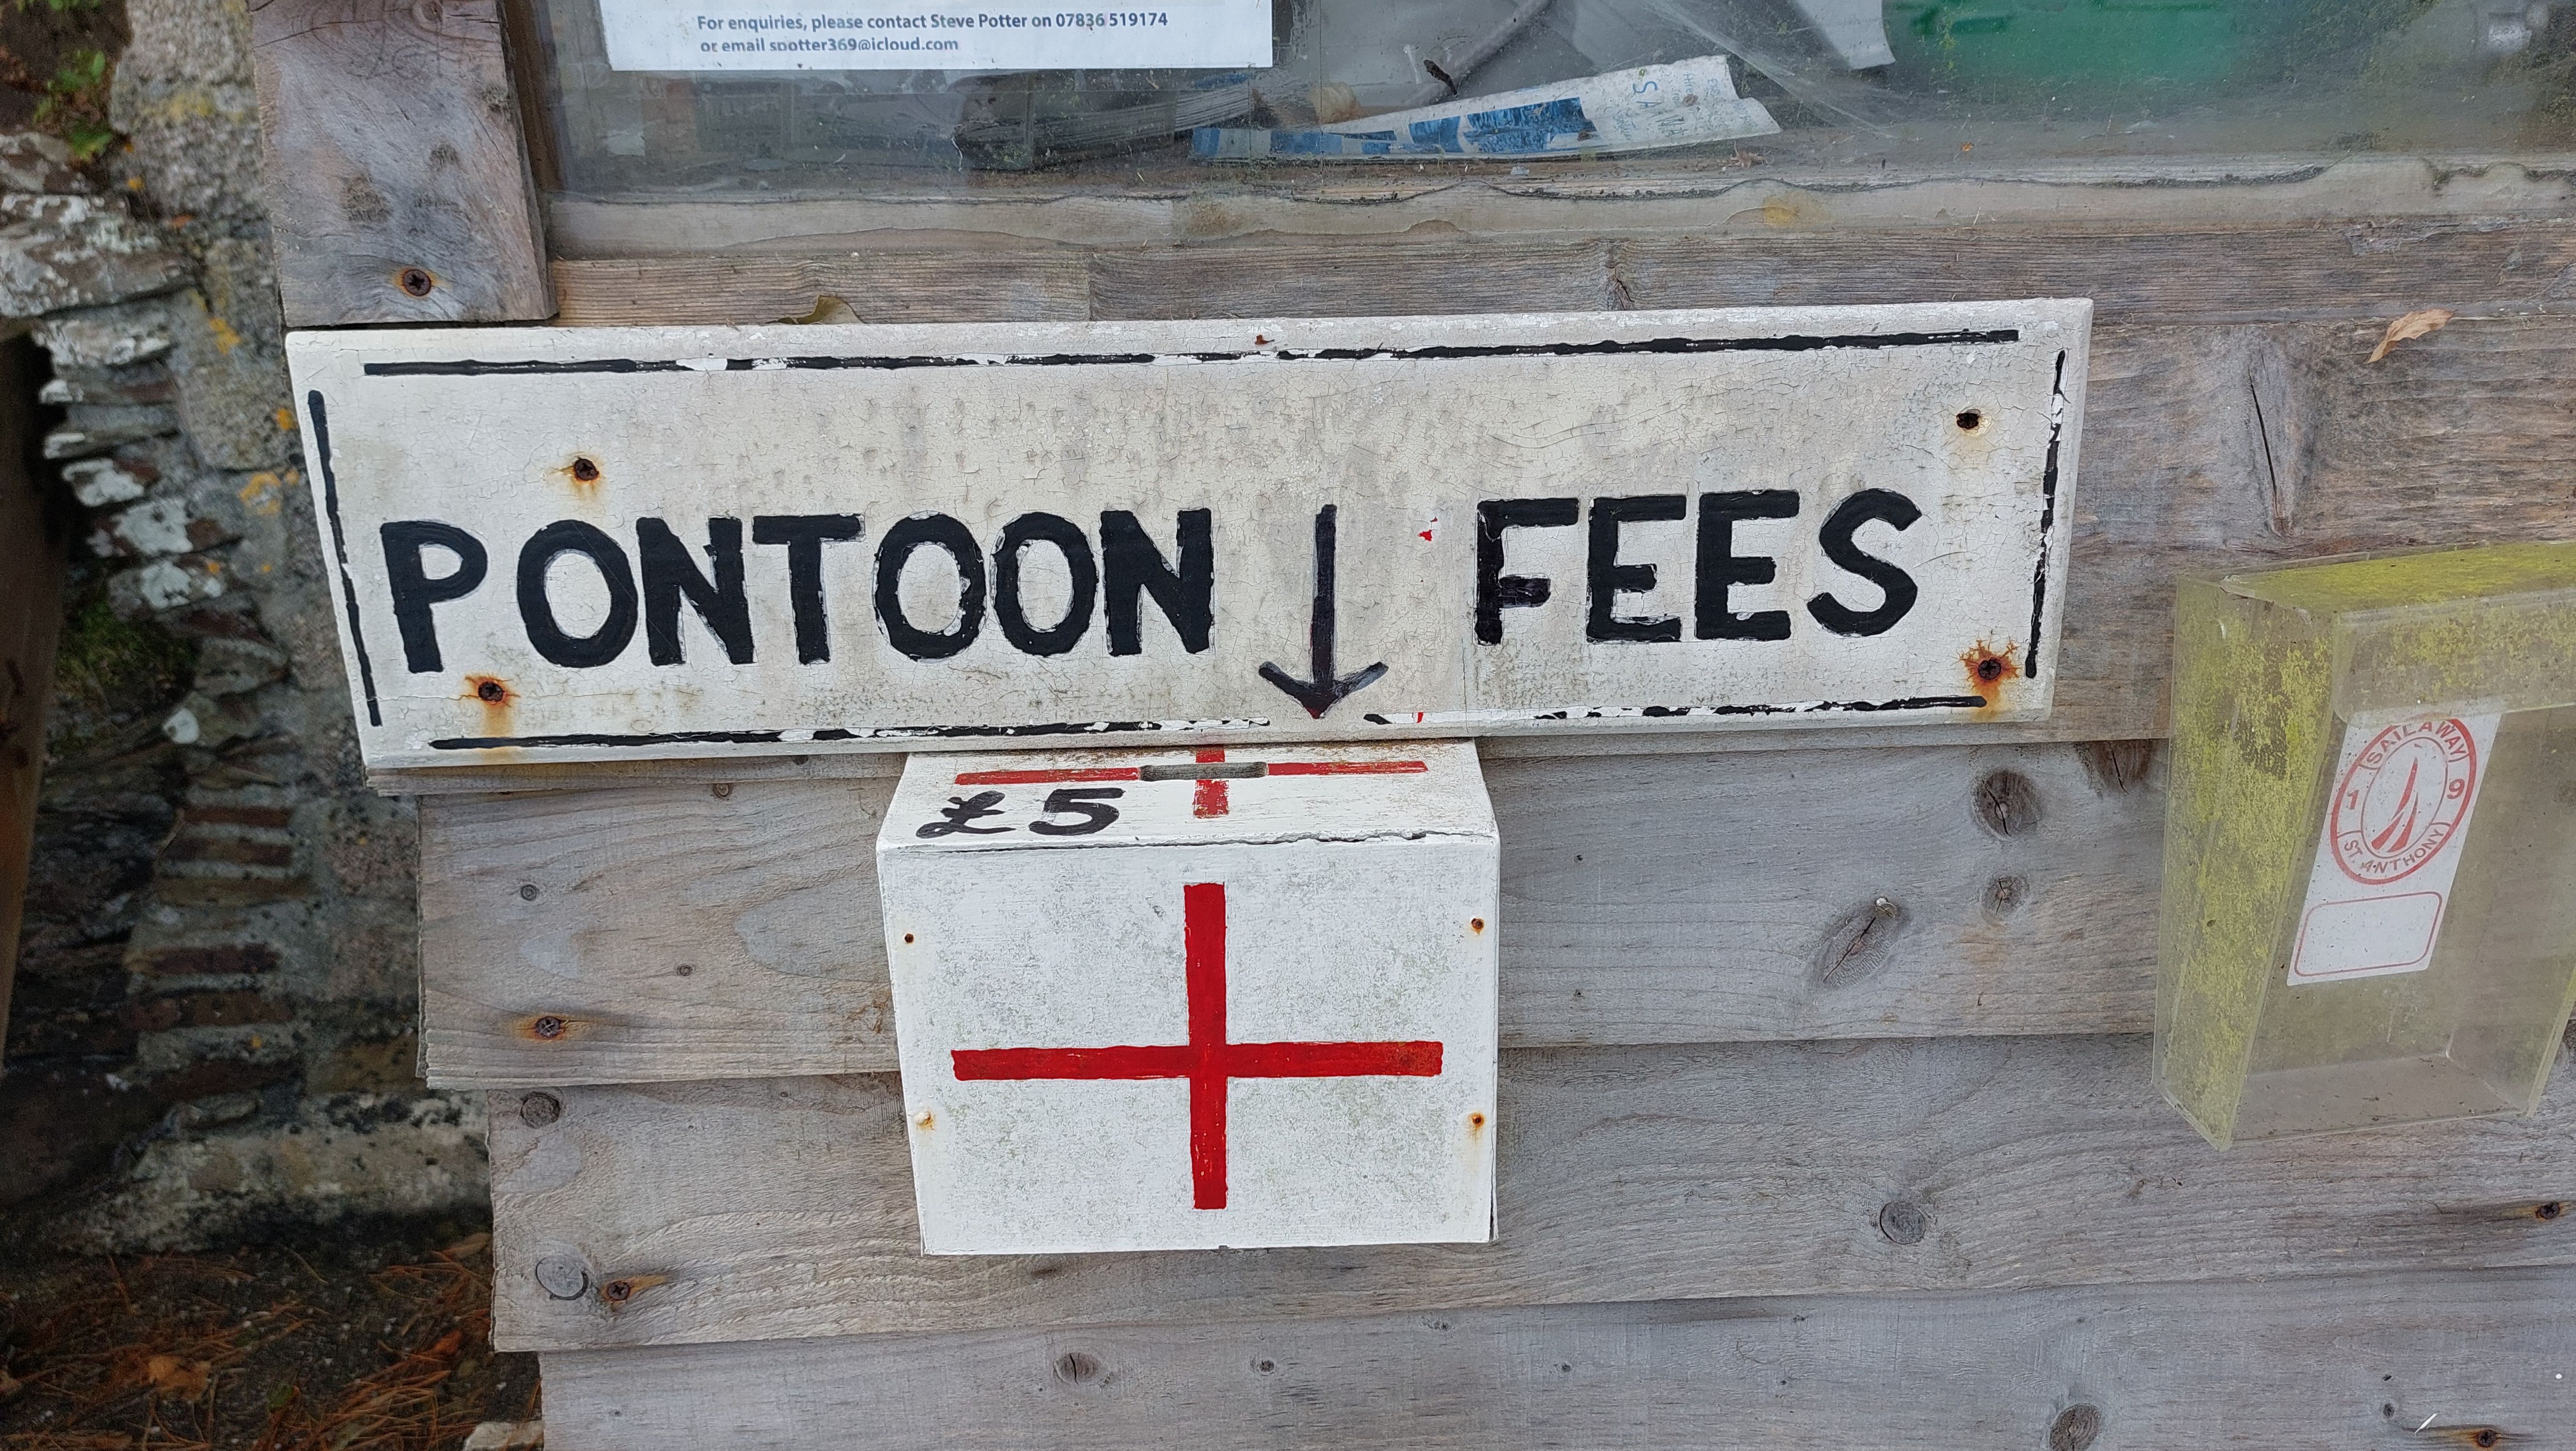 For enquiries, please contact Steve Potter on 07836 519174
or email spotter369@icloud.com
PONTOON ↓ FEES
£5
SAILAWAY
1 9
ST. ANTHONY